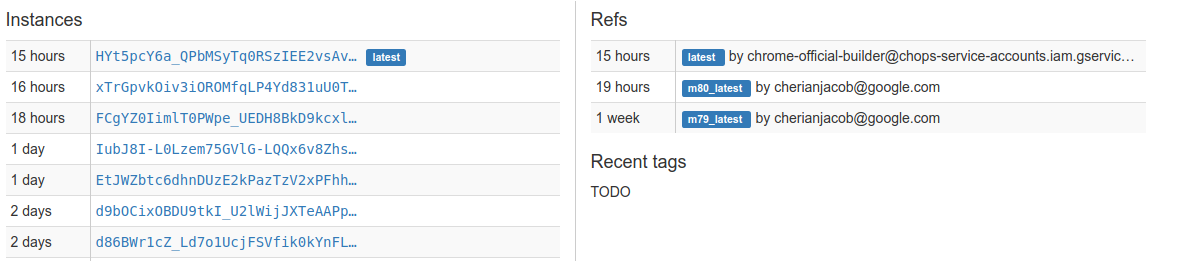 Instances
15 hours HYt5pcY6a_QPbMSyTq0RSzIEE2vsAv… latest
16 hours xTrGpvkOiv3iOROMfqLP4Yd831uU0T…
18 hours FCgYZ0IimlT0PWpe_UEDH8BkD9kcxl…
1 day IubJ8I-L0Lzem75GVlG-LQQx6v8Zhs…
1 day EtJWZbtc6dhnDUzE2kPazTzV2xPFhh…
2 days d9bOCixOBDU9tkI_U2lWijJXTeAAPp…
2 days d86BWr1cZ_Ld7o1UcjFSVfik0kYnFL…
Refs
15 hours latest by chrome-official-builder@chops-service-accounts.iam.gservic…
19 hours m80_latest by cherianjacob@google.com
1 week m79_latest by cherianjacob@google.com
Recent tags
TODO